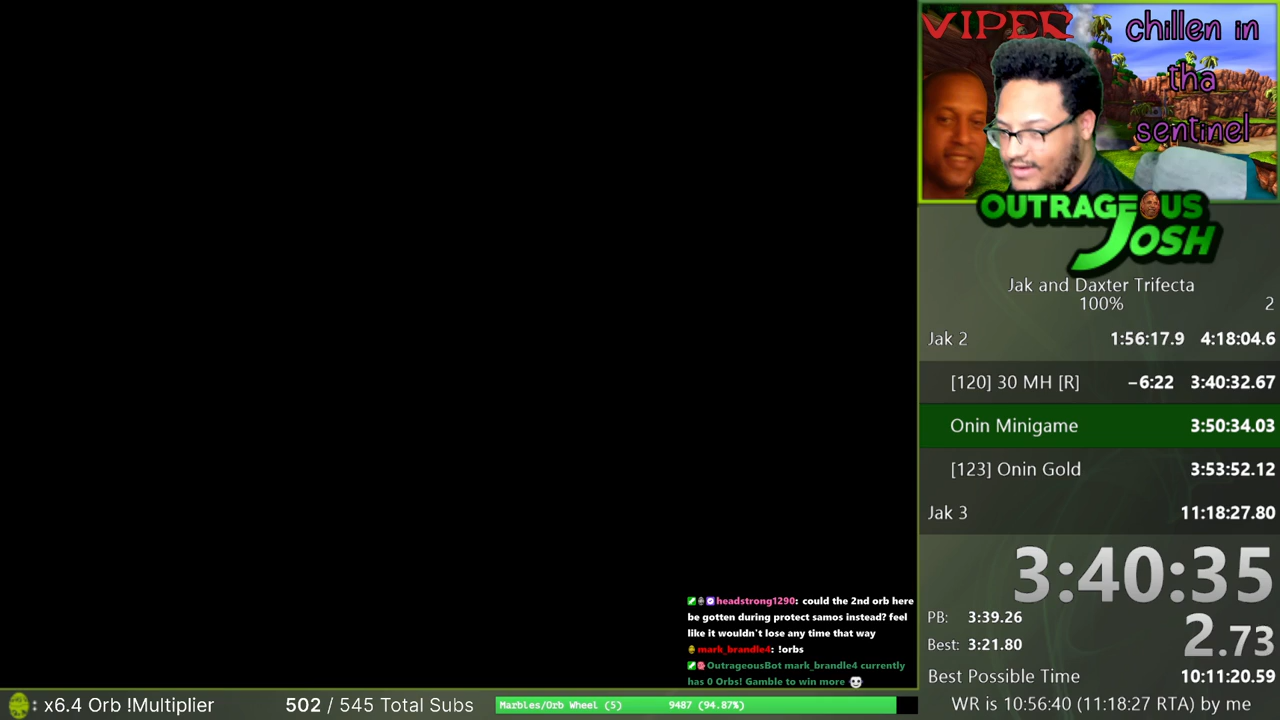 VIPER
chillen in
tha
sentinel
OUTRAGEOUS
JOSH
Jak and Daxter Trifecta
100% 2
Jak 2 1:56:17.9 4:18:04.6
[120] 30 MH [R] −6:22 3:40:32.67
Onin Minigame 3:50:34.03
[123] Onin Gold 3:53:52.12
Jak 3 11:18:27.80
3:40:35
PB: 3:39.26
Best: 3:21.80
2.73
Best Possible Time 10:11:20.59
WR is 10:56:40 (11:18:27 RTA) by me
headstrong1290: could the 2nd orb here
be gotten during protect samos instead? feel
like it wouldn't lose any time that way
mark_brandle4: !orbs
OutrageousBot mark_brandle4 currently
has 0 Orbs! Gamble to win more
: x6.4 Orb !Multiplier 502 / 545 Total Subs Marbles/Orb Wheel (5) 9487 (94.87%)